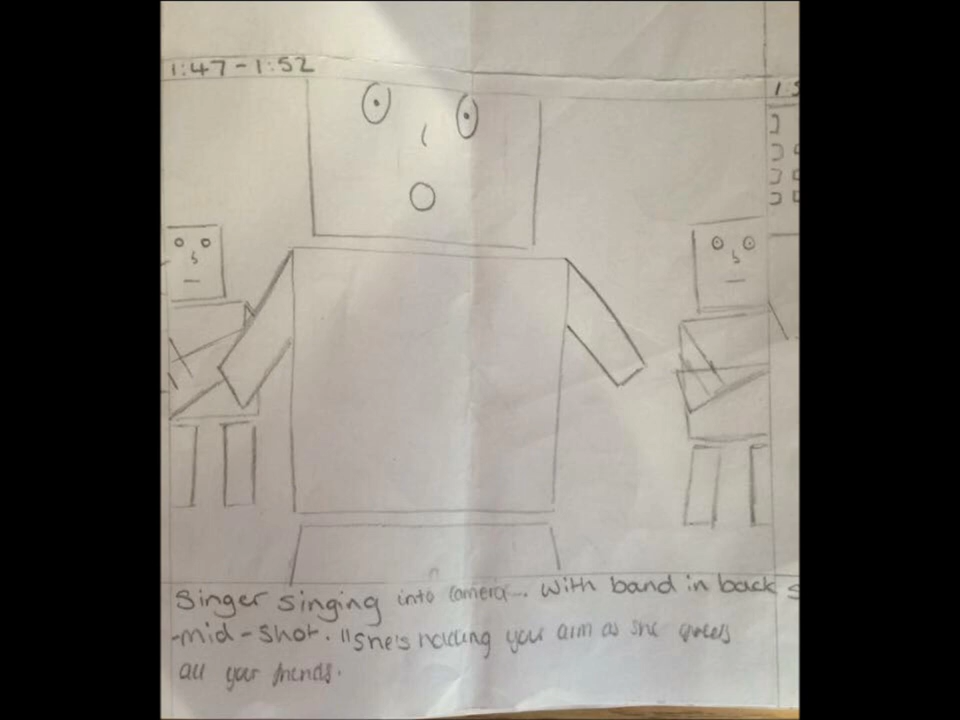 1:47-1:52
Singer singing into camera... With band in back
-mid-shot. "She's holding your arm as she greets
all your friends.